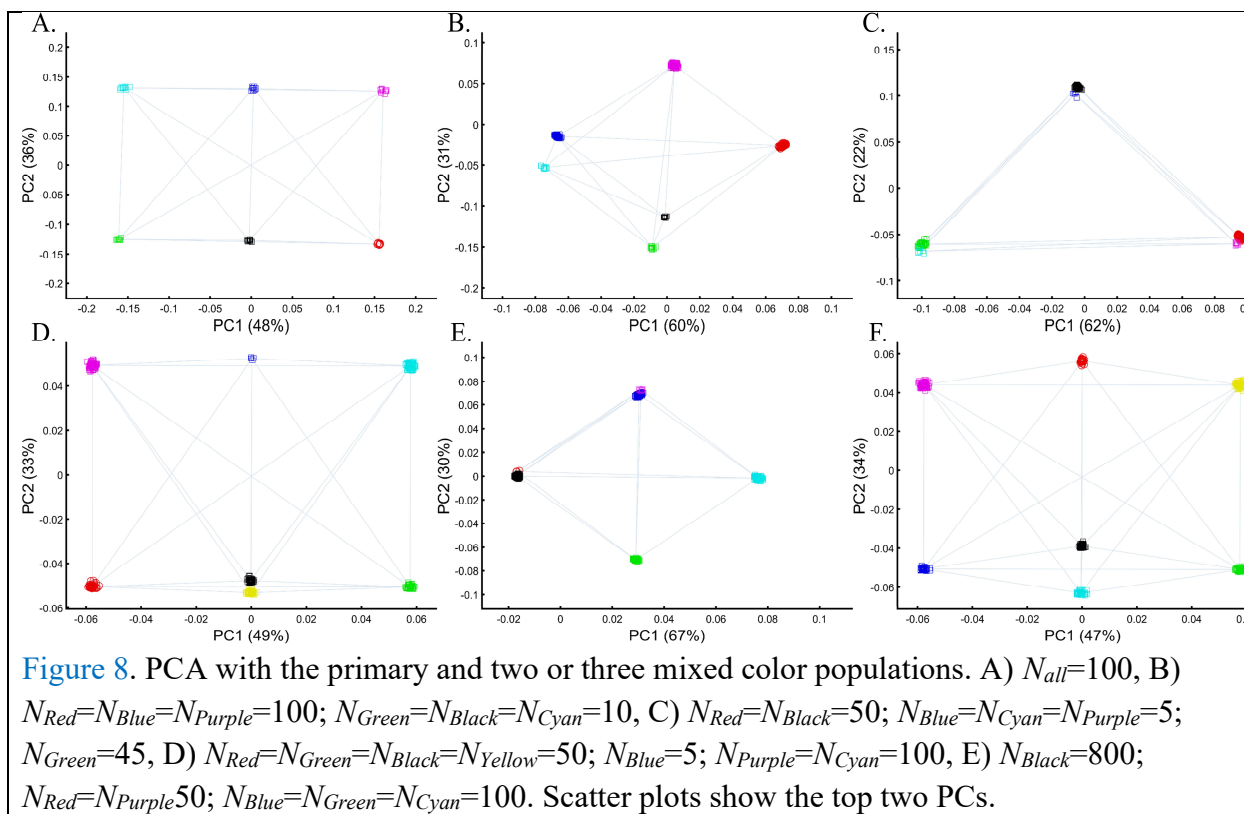 A.
B.
C.
0.2
0.15
0.1
0.05
0
-0.05
-0.1
-0.15
-0.2
PC2 (36%)
-0.2 -0.15 -0.1 -0.05 0 0.05 0.1 0.15 0.2
PC1 (48%)
0.1
0.05
0
-0.05
-0.1
-0.15
-0.2
PC2 (31%)
-0.1 -0.08 -0.06 -0.04 -0.02 0 0.02 0.04 0.06 0.08 0.1
PC1 (60%)
0.15
0.1
0.05
0
-0.05
-0.1
PC2 (22%)
-0.1 -0.08 -0.06 -0.04 -0.02 0 0.02 0.04 0.06 0.08
PC1 (62%)
D.
E.
F.
0.04
0.02
0
-0.02
-0.04
-0.06
PC2 (33%)
-0.06 -0.04 -0.02 0 0.02 0.04 0.06
PC1 (49%)
0.1
0.08
0.06
0.04
0.02
0
-0.02
-0.04
-0.06
-0.08
-0.1
PC2 (30%)
-0.02 0 0.02 0.04 0.06 0.08 0.1
PC1 (67%)
0.06
0.04
0.02
0
-0.02
-0.04
-0.06
PC2 (34%)
-0.06 -0.04 -0.02 0 0.02 0.04
PC1 (47%)
Figure 8. PCA with the primary and two or three mixed color populations. A) Nall=100, B)
NRed=NBlue=NPurple=100; NGreen=NBlack=NCyan=10, C) NRed=NBlack=50; NBlue=NCyan=NPurple=5;
NGreen=45, D) NRed=NGreen=NBlack=NYellow=50; NBlue=5; NPurple=NCyan=100, E) NBlack=800;
NRed=NPurple50; NBlue=NGreen=NCyan=100. Scatter plots show the top two PCs.